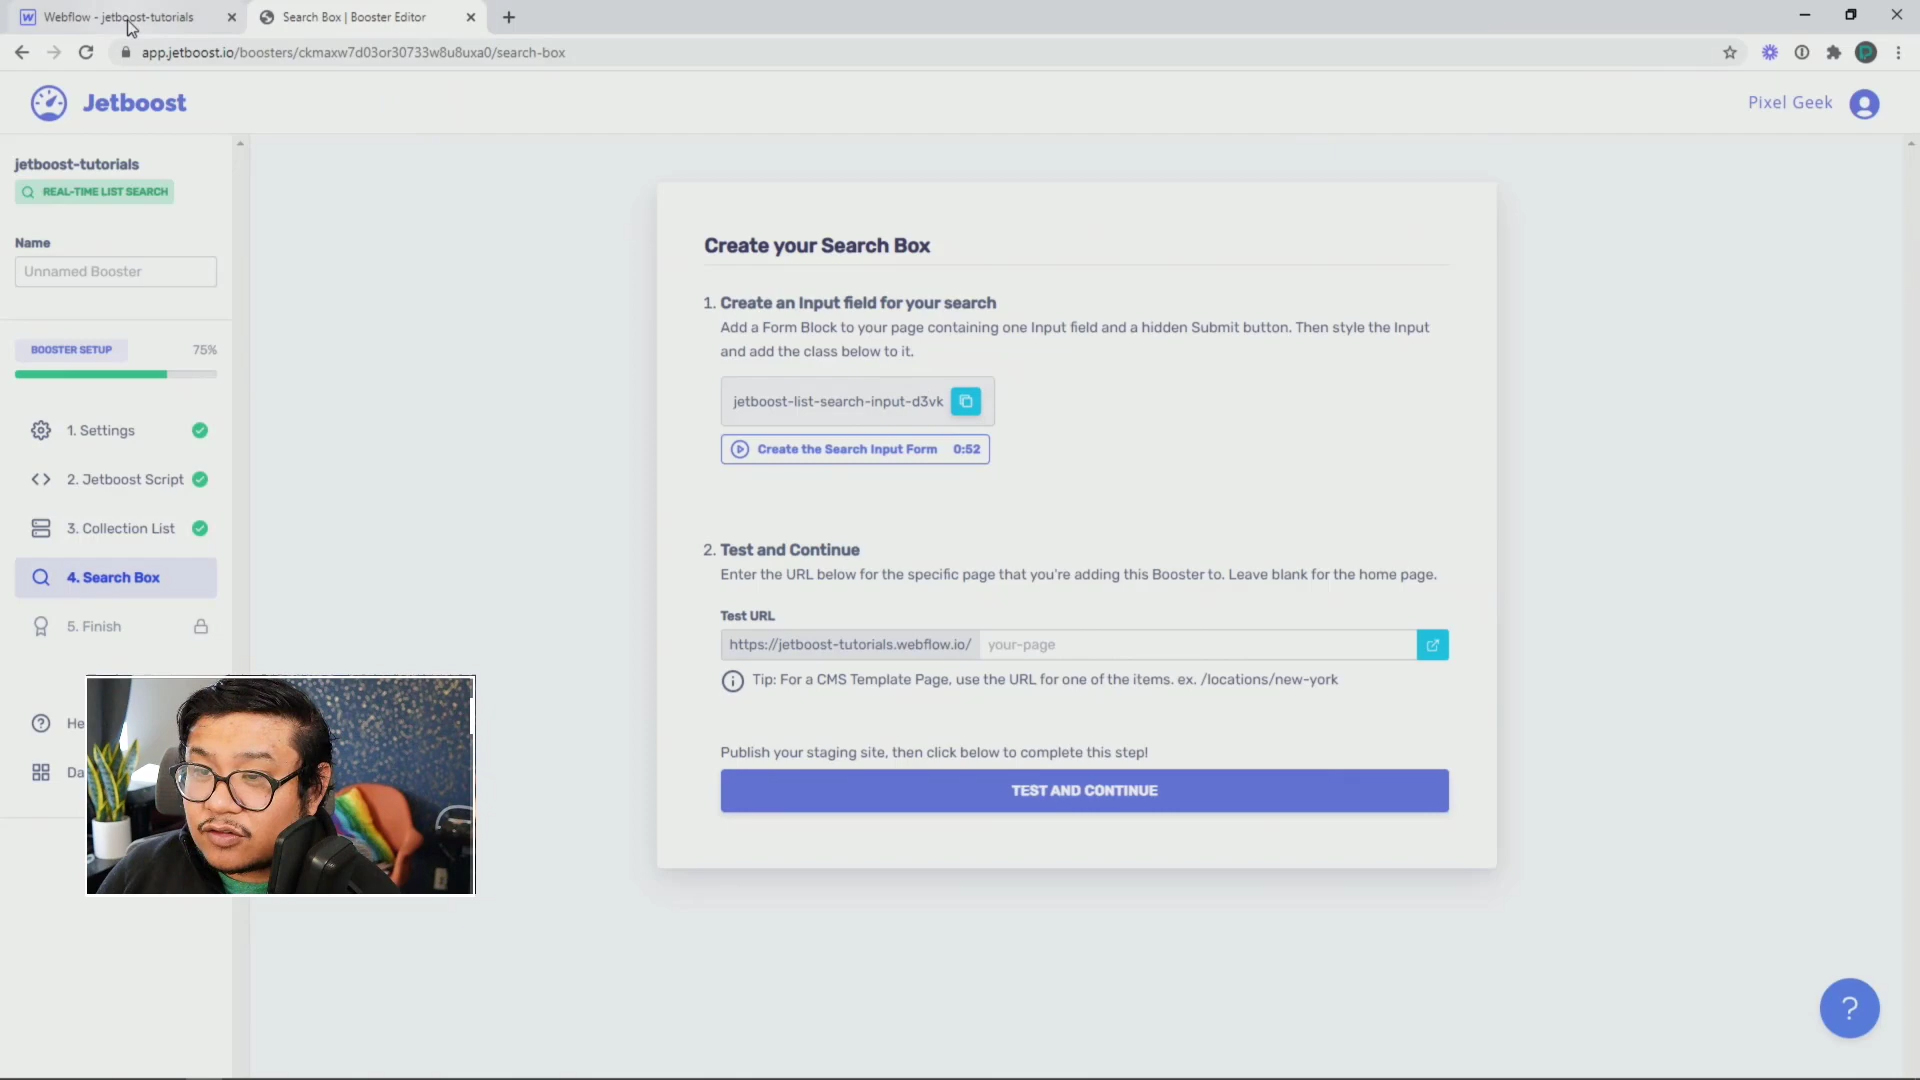 Webflow - jetboost-tutorials
Search Box | Booster Editor
app.jetboost.io/boosters/ckmaxw7d03or30733w8u8uxa0/search-box
Jetboost
Pixel Geek
jetboost-tutorials
REAL-TIME LIST SEARCH
Name
Unnamed Booster
BOOSTER SETUP 75%
1. Settings
2. Jetboost Script
3. Collection List
4. Search Box
5. Finish
Create your Search Box
1. Create an Input field for your search
Add a Form Block to your page containing one Input field and a hidden Submit button. Then style the Input
and add the class below to it.
jetboost-list-search-input-d3vk
Create the Search Input Form 0:52
2. Test and Continue
Enter the URL below for the specific page that you're adding this Booster to. Leave blank for the home page.
Test URL
https://jetboost-tutorials.webflow.io/ your-page
Tip: For a CMS Template Page, use the URL for one of the items. ex. /locations/new-york
Publish your staging site, then click below to complete this step!
TEST AND CONTINUE
He
Da
?